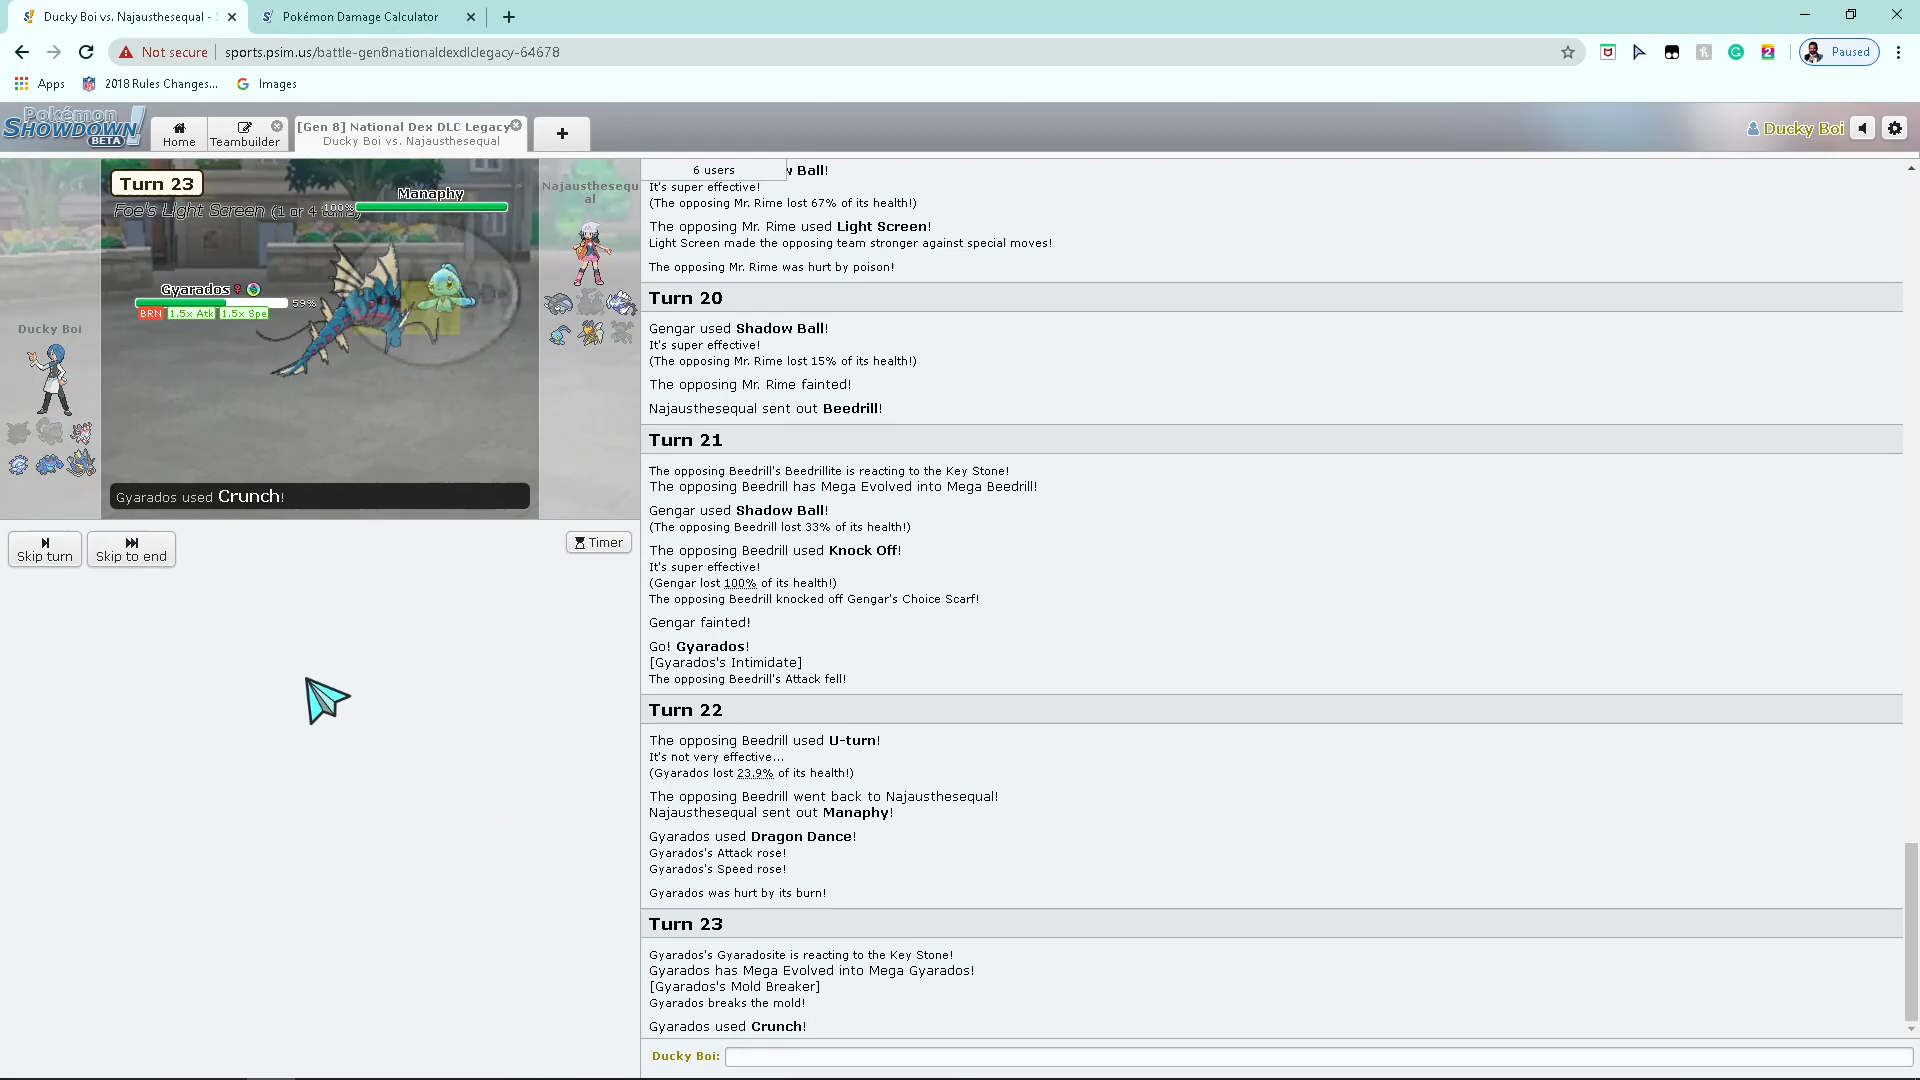 Ducky Boi vs. Najausthesequal -
Pokémon Damage Calculator
Not secure
sports.psim.us/battle-gen8nationaldexdlclegacy-64678
Paused
Apps
2018 Rules Changes...
Images
Pokémon
SHOWDOWN!
BETA
Home
Teambuilder
[Gen 8] National Dex DLC Legacy
Ducky Boi vs. Najausthesequal
Ducky Boi
Turn 23
Foe's Light Screen (1 or 4 turns)
Manaphy
100%
Gyarados
59%
BRN
1.5x Atk
1.5x Spe
Ducky Boi
Najausthesequ
al
Gyarados used Crunch!
Skip turn
Skip to end
Timer
6 users
w Ball!
It's super effective!
(The opposing Mr. Rime lost 67% of its health!)
The opposing Mr. Rime used Light Screen!
Light Screen made the opposing team stronger against special moves!
The opposing Mr. Rime was hurt by poison!
Turn 20
Gengar used Shadow Ball!
It's super effective!
(The opposing Mr. Rime lost 15% of its health!)
The opposing Mr. Rime fainted!
Najausthesequal sent out Beedrill!
Turn 21
The opposing Beedrill's Beedrillite is reacting to the Key Stone!
The opposing Beedrill has Mega Evolved into Mega Beedrill!
Gengar used Shadow Ball!
(The opposing Beedrill lost 33% of its health!)
The opposing Beedrill used Knock Off!
It's super effective!
(Gengar lost 100% of its health!)
The opposing Beedrill knocked off Gengar's Choice Scarf!
Gengar fainted!
Go! Gyarados!
[Gyarados's Intimidate]
The opposing Beedrill's Attack fell!
Turn 22
The opposing Beedrill used U-turn!
It's not very effective...
(Gyarados lost 23.9% of its health!)
The opposing Beedrill went back to Najausthesequal!
Najausthesequal sent out Manaphy!
Gyarados used Dragon Dance!
Gyarados's Attack rose!
Gyarados's Speed rose!
Gyarados was hurt by its burn!
Turn 23
Gyarados's Gyaradosite is reacting to the Key Stone!
Gyarados has Mega Evolved into Mega Gyarados!
[Gyarados's Mold Breaker]
Gyarados breaks the mold!
Gyarados used Crunch!
Ducky Boi: